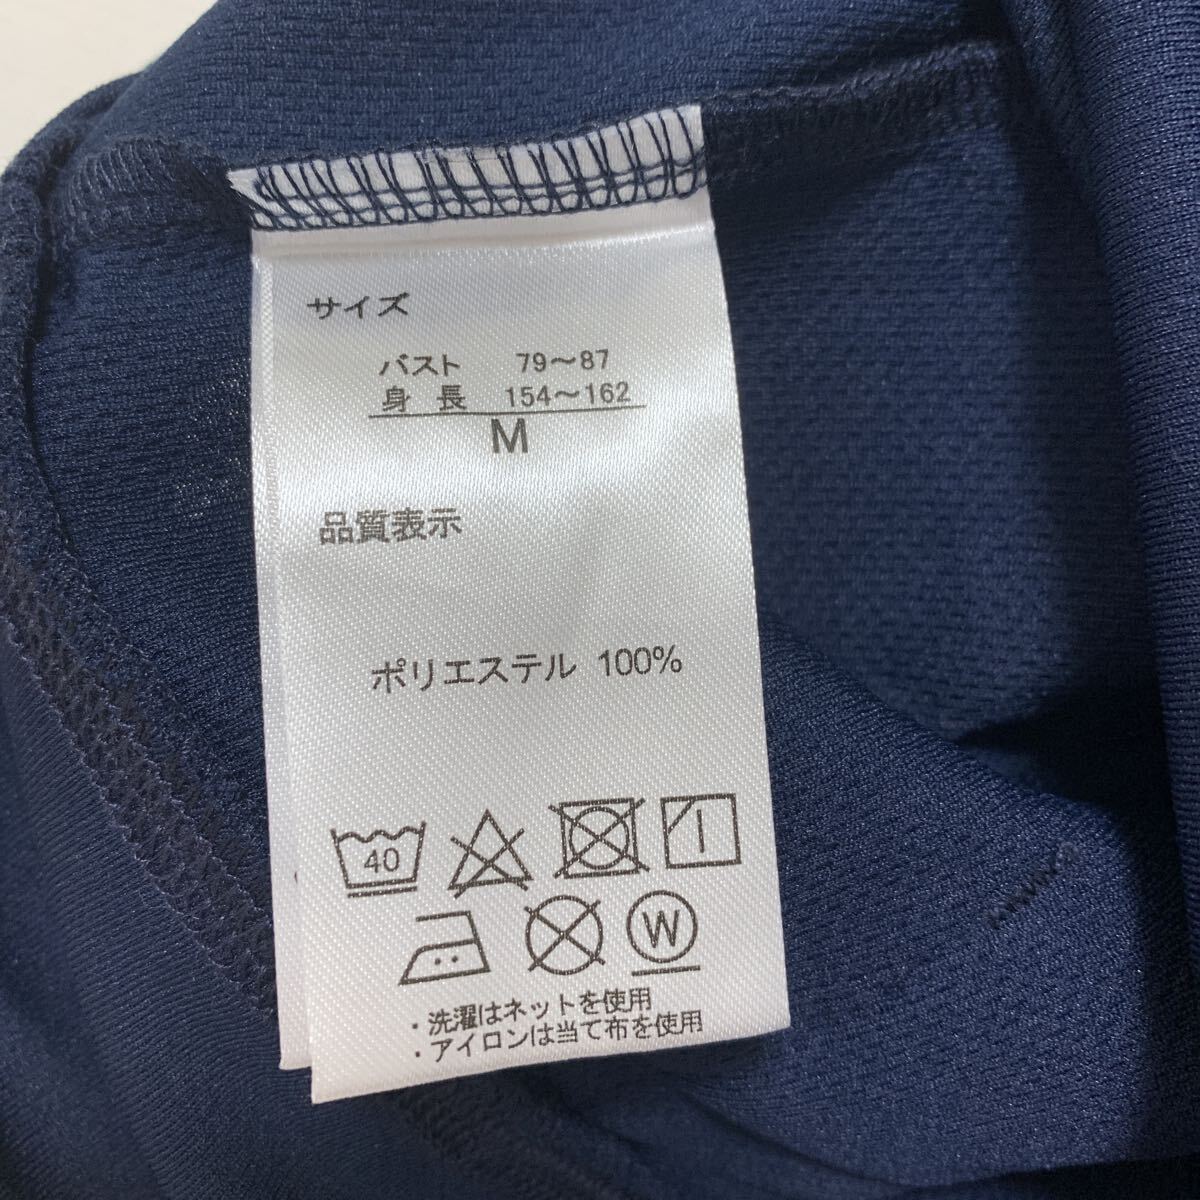 サイズ
バスト 79～87
身 長 154～162
M
品質表示
ポリエステル 100%
40
W
・洗濯はネットを使用
・アイロンは当て布を使用